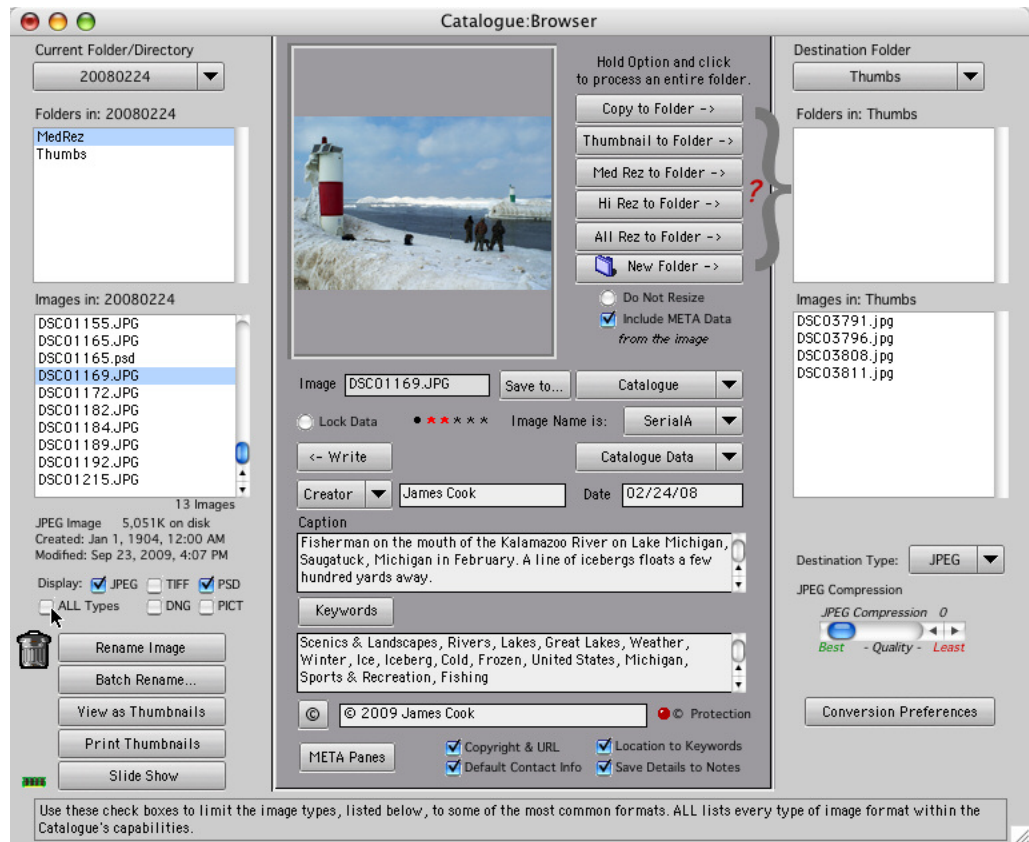 Catalogue:Browser
Current Folder/Directory
20080224
Folders in: 20080224
MedRez
Thumbs
Images in: 20080224
DSC01155.JPG
DSC01165.JPG
DSC01165.psd
DSC01169.JPG
DSC01172.JPG
DSC01182.JPG
DSC01184.JPG
DSC01189.JPG
DSC01192.JPG
DSC01215.JPG
13 Images
JPEG Image 5,051K on disk
Created: Jan 1, 1904, 12:00 AM
Modified: Sep 23, 2009, 4:07 PM
Display: JPEG TIFF PSD
ALL Types DNG PICT
Rename Image
Batch Rename...
View as Thumbnails
Print Thumbnails
Slide Show
Hold Option and click
to process an entire folder.
Copy to Folder ->
Thumbnail to Folder ->
Med Rez to Folder ->
Hi Rez to Folder ->
All Rez to Folder ->
New Folder ->
?
Do Not Resize
Include META Data
from the image
Image DSC01169.JPG Save to... Catalogue
Lock Data Image Name is: SerialA
<- Write Catalogue Data
Creator James Cook Date 02/24/08
Caption
Fisherman on the mouth of the Kalamazoo River on Lake Michigan,
Saugatuck, Michigan in February. A line of icebergs floats a few
hundred yards away.
Keywords
Scenics & Landscapes, Rivers, Lakes, Great Lakes, Weather,
Winter, Ice, Iceberg, Cold, Frozen, United States, Michigan,
Sports & Recreation, Fishing
© © 2009 James Cook © Protection
META Panes
Copyright & URL Location to Keywords
Default Contact Info Save Details to Notes
Destination Folder
Thumbs
Folders in: Thumbs
Images in: Thumbs
DSC03791.jpg
DSC03796.jpg
DSC03808.jpg
DSC03811.jpg
Destination Type: JPEG
JPEG Compression
JPEG Compression 0
Best - Quality - Least
Conversion Preferences
Use these check boxes to limit the image types, listed below, to some of the most common formats. ALL lists every type of image format within the
Catalogue's capabilities.